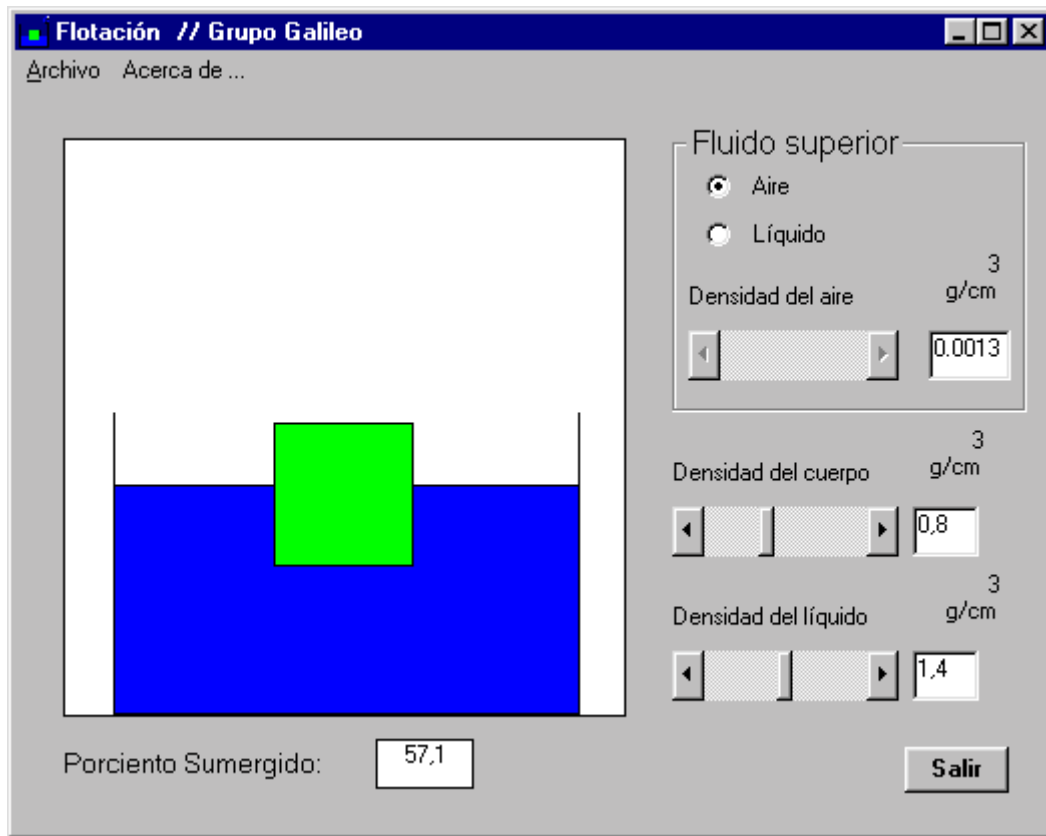 Flotación // Grupo Galileo
Archivo Acerca de ...
Fluido superior
Aire
Líquido
3
Densidad del aire g/cm
0.0013
3
Densidad del cuerpo g/cm
0,8
3
Densidad del líquido g/cm
1,4
Porciento Sumergido: 57,1
Salir